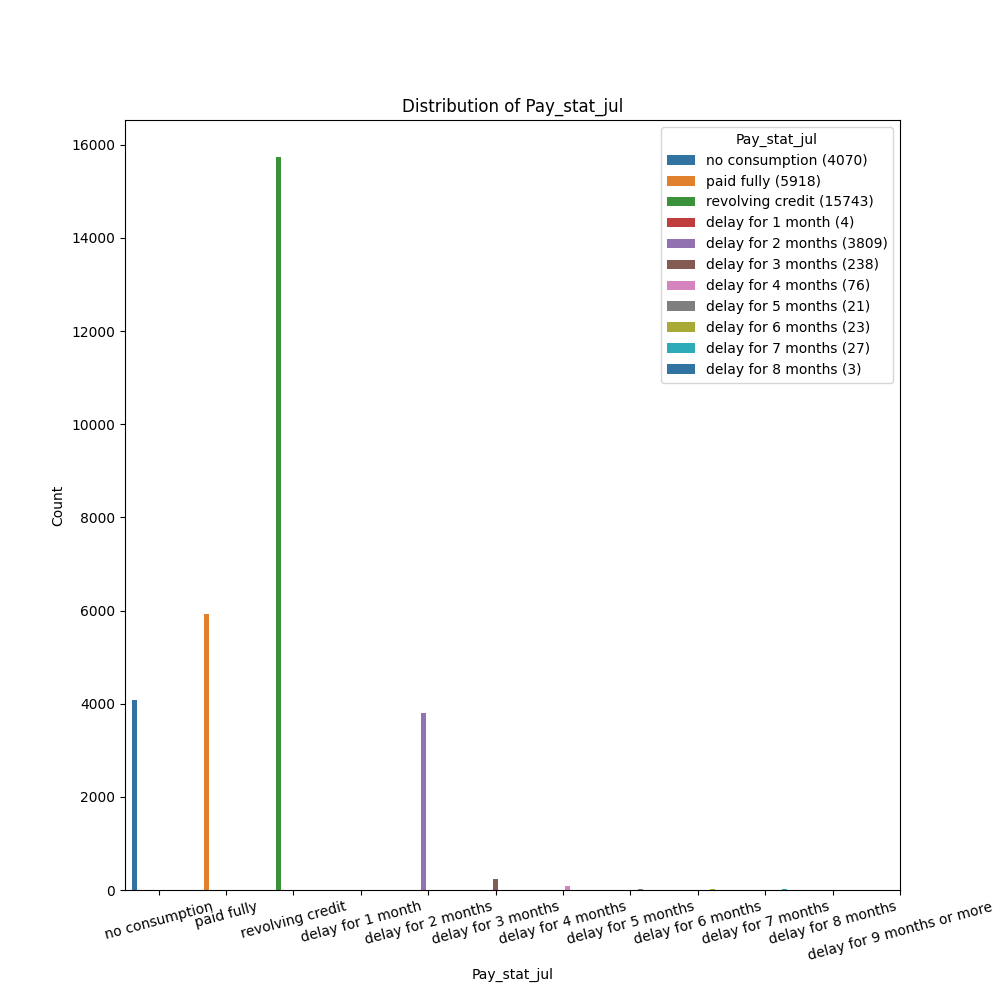 Distribution of Pay_stat_jul
Pay_stat_jul
no consumption (4070)
paid fully (5918)
revolving credit (15743)
delay for 1 month (4)
delay for 2 months (3809)
delay for 3 months (238)
delay for 4 months (76)
delay for 5 months (21)
delay for 6 months (23)
delay for 7 months (27)
delay for 8 months (3)
16000
14000
12000
10000
8000
6000
4000
2000
0
Count
no consumption
paid fully
revolving credit
delay for 1 month
delay for 2 months
delay for 3 months
delay for 4 months
delay for 5 months
delay for 6 months
delay for 7 months
delay for 8 months
delay for 9 months or more
Pay_stat_jul